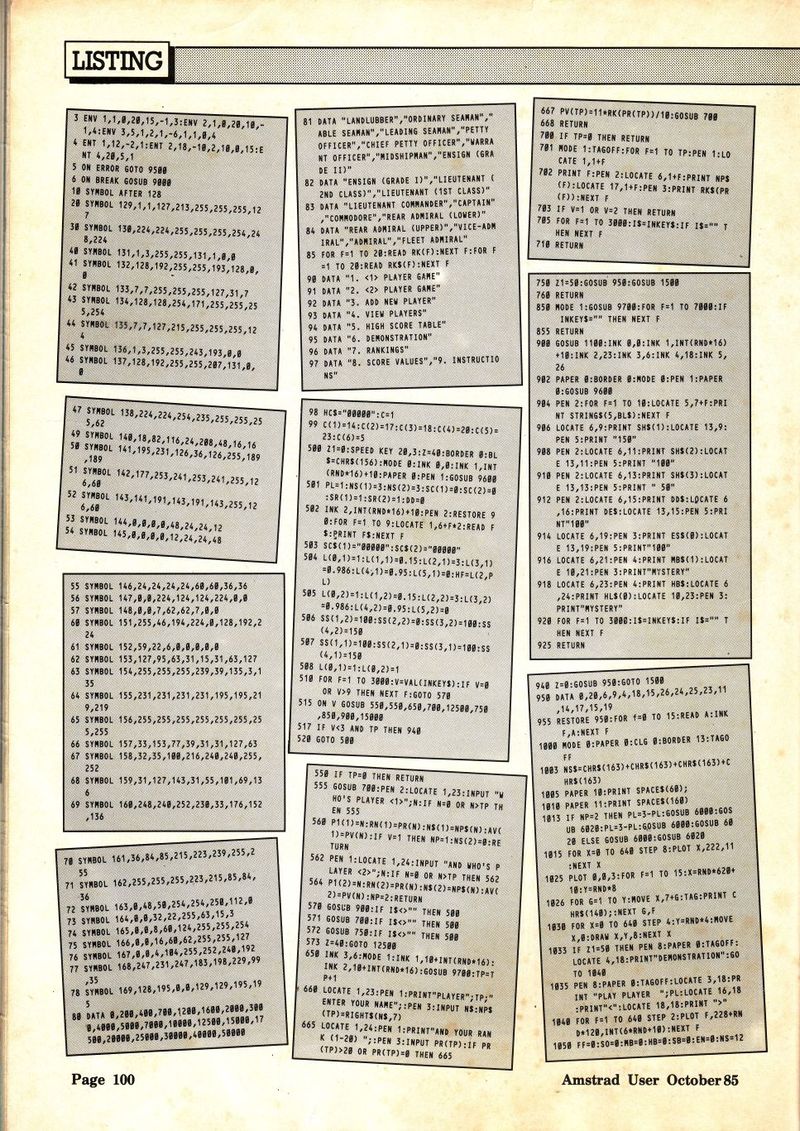 LISTING
3 ENV 1,1,0,20,15,-1,3:ENV 2,1,0,20,10,-
1,4:ENV 3,5,1,2,1,-6,1,1,0,4
4 ENT 1,12,-2,1:ENT 2,18,-10,2,10,0,15:E
NT 4,20,5,1
5 ON ERROR GOTO 9500
6 ON BREAK GOSUB 9000
10 SYMBOL AFTER 128
20 SYMBOL 129,1,1,127,213,255,255,255,12
7
30 SYMBOL 130,224,224,255,255,255,254,24
8,224
40 SYMBOL 131,1,3,255,255,131,1,0,0
41 SYMBOL 132,128,192,255,255,193,128,0,
0
42 SYMBOL 133,7,7,255,255,255,127,31,7
43 SYMBOL 134,128,128,254,171,255,255,25
5,254
44 SYMBOL 135,7,7,127,215,255,255,255,12
4
45 SYMBOL 136,1,3,255,255,243,193,0,0
46 SYMBOL 137,128,192,255,255,207,131,0,
0
47 SYMBOL 138,224,224,254,235,255,255,25
5,62
49 SYMBOL 140,18,82,116,24,208,48,16,16
50 SYMBOL 141,195,231,126,36,126,255,189
,189
51 SYMBOL 142,177,253,241,253,241,255,12
6,60
52 SYMBOL 143,141,191,143,191,143,255,12
6,60
53 SYMBOL 144,0,0,0,0,48,24,24,12
54 SYMBOL 145,0,0,0,0,12,24,24,48
55 SYMBOL 146,24,24,24,24,60,60,36,36
56 SYMBOL 147,0,0,224,124,124,224,0,0
57 SYMBOL 148,0,0,7,62,62,7,0,0
60 SYMBOL 151,255,46,194,224,0,128,192,2
24
61 SYMBOL 152,59,22,6,0,0,0,0,0
62 SYMBOL 153,127,95,63,31,15,31,63,127
63 SYMBOL 154,255,255,255,239,39,135,3,1
35
64 SYMBOL 155,231,231,231,231,195,195,21
9,219
65 SYMBOL 156,255,255,255,255,255,255,25
5,255
66 SYMBOL 157,33,153,77,39,31,31,127,63
67 SYMBOL 158,32,35,100,216,240,240,255,
252
68 SYMBOL 159,31,127,143,31,55,101,69,13
6
69 SYMBOL 160,248,240,252,230,33,176,152
,136
70 SYMBOL 161,36,84,85,215,223,239,255,2
55
71 SYMBOL 162,255,255,255,223,215,85,84,
36
72 SYMBOL 163,0,48,50,254,254,250,112,0
73 SYMBOL 164,0,0,32,22,255,63,15,3
74 SYMBOL 165,0,0,8,60,124,255,255,254
75 SYMBOL 166,0,0,16,60,62,255,255,127
76 SYMBOL 167,0,0,4,104,255,252,240,192
77 SYMBOL 168,247,231,247,183,198,229,99
,35
78 SYMBOL 169,128,195,0,0,129,129,195,19
5
80 DATA 0,200,400,700,1200,1600,2000,300
0,4000,5000,7000,10000,12500,15000,17
500,20000,25000,30000,40000,50000
81 DATA "LANDLUBBER","ORDINARY SEAMAN","
ABLE SEAMAN","LEADING SEAMAN","PETTY
OFFICER","CHIEF PETTY OFFICER","WARRA
NT OFFICER","MIDSHIPMAN","ENSIGN (GRA
DE II)"
82 DATA "ENSIGN (GRADE I)","LIEUTENANT (
2ND CLASS)","LIEUTENANT (1ST CLASS)"
83 DATA "LIEUTENANT COMMANDER","CAPTAIN"
,"COMMODORE","REAR ADMIRAL (LOWER)"
84 DATA "REAR ADMIRAL (UPPER)","VICE-ADM
IRAL","ADMIRAL","FLEET ADMIRAL"
85 FOR F=1 TO 20:READ RK(F):NEXT F:FOR F
=1 TO 20:READ RK$(F):NEXT F
90 DATA "1. <1> PLAYER GAME"
91 DATA "2. <2> PLAYER GAME"
92 DATA "3. ADD NEW PLAYER"
93 DATA "4. VIEW PLAYERS"
94 DATA "5. HIGH SCORE TABLE"
95 DATA "6. DEMONSTRATION"
96 DATA "7. RANKINGS"
97 DATA "8. SCORE VALUES","9. INSTRUCTIO
NS"
98 HC$="00000":C=1
99 C(1)=14:C(2)=17:C(3)=18:C(4)=20:C(5)=
23:C(6)=5
500 Z1=0:SPEED KEY 20,3:Z=40:BORDER 0:BL
$=CHR$(156):MODE 0:INK 0,0:INK 1,INT
(RND*16)+10:PAPER 0:PEN 1:GOSUB 9600
501 PL=1:NS(1)=3:NS(2)=3:SC(1)=0:SC(2)=0
:SR(1)=1:SR(2)=1:DD=0
502 INK 2,INT(RND*16)+10:PEN 2:RESTORE 9
0:FOR F=1 TO 9:LOCATE 1,6+F*2:READ F
$:PRINT F$:NEXT F
503 SC$(1)="00000":SC$(2)="00000"
504 L(0,1)=1:L(1,1)=0.15:L(2,1)=3:L(3,1)
=0.986:L(4,1)=0.95:L(5,1)=0:HF=L(2,P
L)
505 L(0,2)=1:L(1,2)=0.15:L(2,2)=3:L(3,2)
=0.986:L(4,2)=0.95:L(5,2)=0
506 SS(1,2)=100:SS(2,2)=0:SS(3,2)=100:SS
(4,2)=150
507 SS(1,1)=100:SS(2,1)=0:SS(3,1)=100:SS
(4,1)=150
508 L(0,1)=1:L(0,2)=1
510 FOR F=1 TO 3000:V=VAL(INKEY$):IF V=0
OR V>9 THEN NEXT F:GOTO 570
515 ON V GOSUB 550,550,650,700,12500,750
,850,900,15000
517 IF V<3 AND TP THEN 940
520 GOTO 500
550 IF TP=0 THEN RETURN
555 GOSUB 700:PEN 2:LOCATE 1,23:INPUT "W
HO'S PLAYER <1>";N:IF N=0 OR N>TP TH
EN 555
560 P1(1)=N:RN(1)=PR(N):N$(1)=NP$(N):AV(
1)=PV(N):IF V=1 THEN NP=1:NS(2)=0:RE
TURN
562 PEN 1:LOCATE 1,24:INPUT "AND WHO'S P
LAYER <2>";N:IF N=0 OR N>TP THEN 562
564 P1(2)=N:RN(2)=PR(N):N$(2)=NP$(N):AV(
2)=PV(N):NP=2:RETURN
570 GOSUB 900:IF I$<>"" THEN 500
571 GOSUB 700:IF I$<>"" THEN 500
572 GOSUB 750:IF I$<>"" THEN 500
573 Z=40:GOTO 12500
650 INK 3,6:MODE 1:INK 1,10+INT(RND*16):
INK 2,10+INT(RND*16):GOSUB 9700:TP=T
P+1
660 LOCATE 1,23:PEN 1:PRINT"PLAYER";TP;"
ENTER YOUR NAME";:PEN 3:INPUT N$:NP$
(TP)=RIGHT$(N$,7)
665 LOCATE 1,24:PEN 1:PRINT"AND YOUR RAN
K (1-20) ";:PEN 3:INPUT PR(TP):IF PR
(TP)>20 OR PR(TP)=0 THEN 665
667 PV(TP)=11*RK(PR(TP))/10:GOSUB 700
668 RETURN
700 IF TP=0 THEN RETURN
701 MODE 1:TAGOFF:FOR F=1 TO TP:PEN 1:LO
CATE 1,1+F
702 PRINT F:PEN 2:LOCATE 6,1+F:PRINT NP$
(F):LOCATE 17,1+F:PEN 3:PRINT RK$(PR
(F)):NEXT F
703 IF V=1 OR V=2 THEN RETURN
705 FOR F=1 TO 3000:I$=INKEY$:IF I$="" T
HEN NEXT F
710 RETURN
750 Z1=50:GOSUB 950:GOSUB 1500
760 RETURN
850 MODE 1:GOSUB 9700:FOR F=1 TO 7000:IF
INKEY$="" THEN NEXT F
855 RETURN
900 GOSUB 1100:INK 0,0:INK 1,INT(RND*16)
+10:INK 2,23:INK 3,6:INK 4,18:INK 5,
26
902 PAPER 0:BORDER 0:MODE 0:PEN 1:PAPER
0:GOSUB 9600
904 PEN 2:FOR F=1 TO 10:LOCATE 5,7+F:PRI
NT STRING$(5,BL$):NEXT F
906 LOCATE 6,9:PRINT SH$(1):LOCATE 13,9:
PEN 5:PRINT "150"
908 PEN 2:LOCATE 6,11:PRINT SH$(2):LOCAT
E 13,11:PEN 5:PRINT "100"
910 PEN 2:LOCATE 6,13:PRINT SH$(3):LOCAT
E 13,13:PEN 5:PRINT " 50"
912 PEN 2:LOCATE 6,15:PRINT DD$:LOCATE 6
,16:PRINT DE$:LOCATE 13,15:PEN 5:PRI
NT"100"
914 LOCATE 6,19:PEN 3:PRINT ES$(0):LOCAT
E 13,19:PEN 5:PRINT"100"
916 LOCATE 6,21:PEN 4:PRINT MB$(1):LOCAT
E 10,21:PEN 3:PRINT"MYSTERY"
918 LOCATE 6,23:PEN 4:PRINT HB$:LOCATE 6
,24:PRINT HL$(0):LOCATE 10,23:PEN 3:
PRINT"MYSTERY"
920 FOR F=1 TO 3000:I$=INKEY$:IF I$="" T
HEN NEXT F
925 RETURN
940 Z=0:GOSUB 950:GOTO 1500
950 DATA 0,20,6,9,4,18,15,26,24,25,23,11
,14,17,15,19
955 RESTORE 950:FOR f=0 TO 15:READ A:INK
F,A:NEXT F
1000 MODE 0:PAPER 0:CLG 0:BORDER 13:TAGO
FF
1003 NS$=CHR$(163)+CHR$(163)+CHR$(163)+C
HR$(163)
1005 PAPER 10:PRINT SPACE$(60);
1010 PAPER 11:PRINT SPACE$(160)
1013 IF NP=2 THEN PL=3-PL:GOSUB 6000:GOS
UB 6020:PL=3-PL:GOSUB 6000:GOSUB 60
20 ELSE GOSUB 6000:GOSUB 6020
1015 FOR X=0 TO 640 STEP 8:PLOT X,222,11
:NEXT X
1025 PLOT 0,0,3:FOR F=1 TO 15:X=RND*620+
10:Y=RND*8
1026 FOR G=1 TO Y:MOVE X,7+G:TAG:PRINT C
HR$(140);:NEXT G,F
1030 FOR X=0 TO 640 STEP 4:Y=RND*4:MOVE
X,0:DRAW X,Y,8:NEXT X
1033 IF Z1=50 THEN PEN 8:PAPER 0:TAGOFF:
LOCATE 4,18:PRINT"DEMONSTRATION":GO
TO 1040
1035 PEN 8:PAPER 0:TAGOFF:LOCATE 3,18:PR
INT "PLAY PLAYER  ";PL:LOCATE 16,18
:PRINT"<":LOCATE 18,18:PRINT ">"
1040 FOR F=1 TO 640 STEP 2:PLOT F,228+RN
D*120,INT(6*RND+10):NEXT F
1050 FF=0:SO=0:MB=0:HB=0:SB=0:EN=0:NS=12
Page 100
Amstrad User October 85